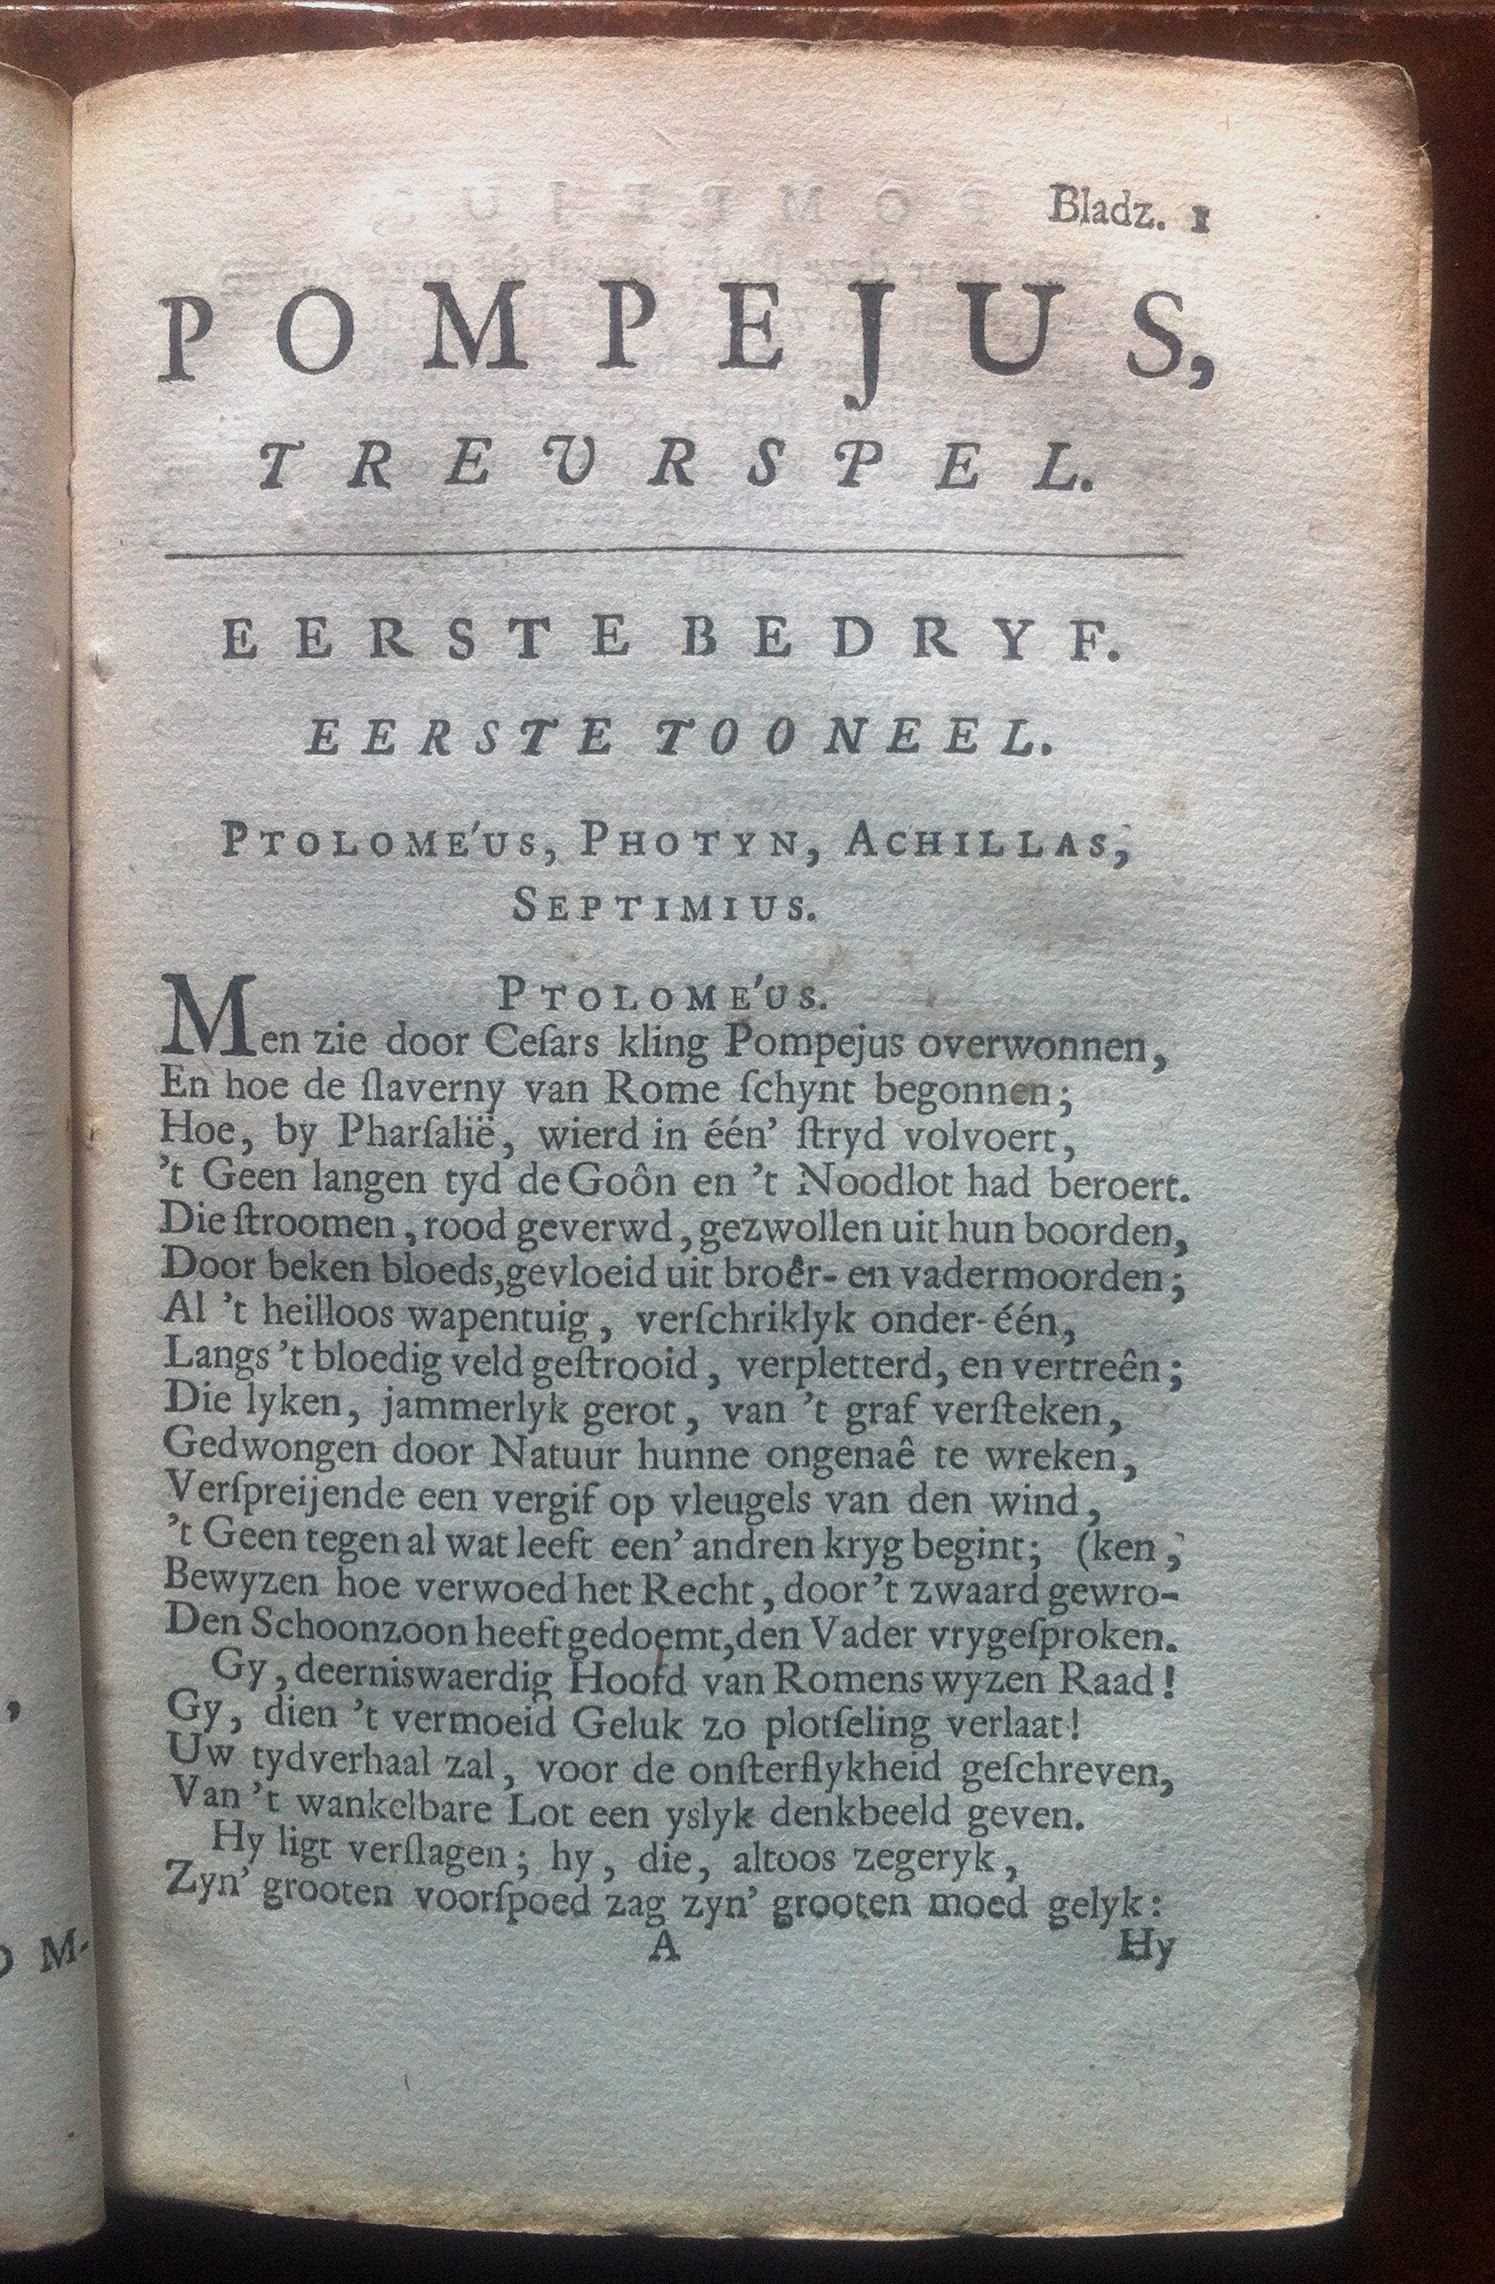 Bladz. 1
POMPEJUS,
TREURSPEL.
EERSTE BEDRYF.
EERSTE TOONEEL.
PTOLOME'US, PHOTYN, ACHILLAS,
SEPTIMIUS.
PTOLOME'US.
Men zie door Ceſars kling Pompejus overwonnen,
En hoe de ſlaverny van Rome ſchynt begonnen;
Hoe, by Pharſalië, wierd in één' ſtryd volvoert,
't Geen langen tyd de Goôn en 't Noodlot had beroert.
Die ſtroomen, rood geverwd, gezwollen uit hun boorden,
Door beken bloeds, gevloeid uit broêr- en vadermoorden;
Al 't heilloos wapentuig, verſchriklyk onder-één,
Langs 't bloedig veld geſtrooid, verpletterd, en vertreên;
Die lyken, jammerlyk gerot, van 't graf verſteken,
Gedwongen door Natuur hunne ongenaê te wreken,
Verſpreijende een vergif op vleugels van den wind,
't Geen tegen al wat leeft een' andren kryg begint; (ken,
Bewyzen hoe verwoed het Recht, door 't zwaard gewro-
Den Schoonzoon heeft gedoemt, den Vader vrygeſproken.
Gy, deerniswaerdig Hoofd van Romens wyzen Raad!
Gy, dien 't vermoeid Geluk zo plotſeling verlaat!
Uw tydverhaal zal, voor de onſterflykheid geſchreven,
Van 't wankelbare Lot een yslyk denkbeeld geven.
Hy ligt verſlagen; hy, die, altoos zegeryk,
Zyn' grooten voorſpoed zag zyn' grooten moed gelyk:
A Hy
M-